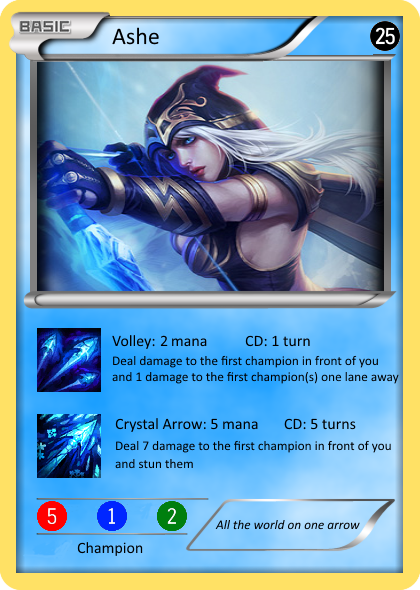 BASIC
Ashe
25
Volley: 2 mana CD: 1 turn
Deal damage to the first champion in front of you
and 1 damage to the first champion(s) one lane away
Crystal Arrow: 5 mana CD: 5 turns
Deal 7 damage to the first champion in front of you
and stun them
5 1 2
Champion
All the world on one arrow